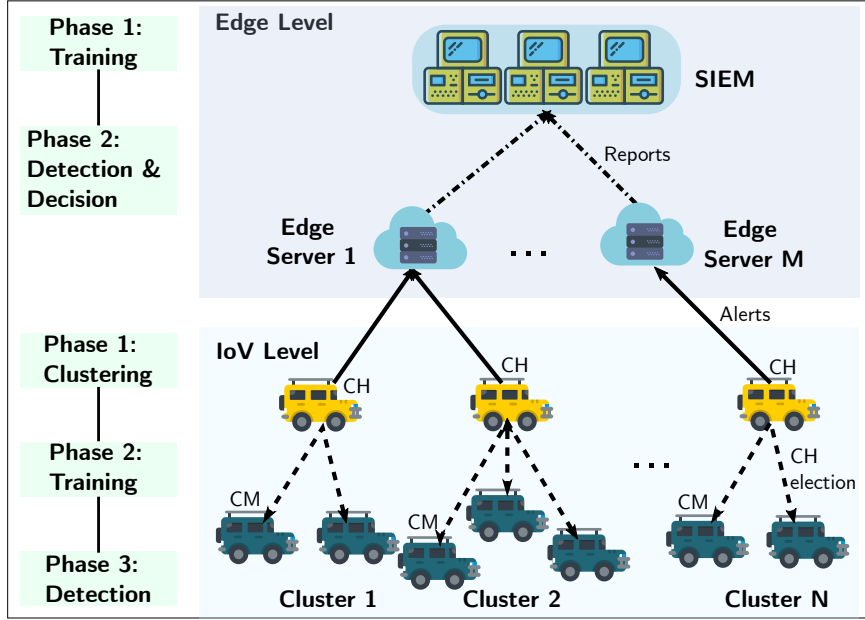 Phase 1:
Training
Phase 2:
Detection &
Decision
Edge Level
SIEM
Reports
Edge
Server 1
...
Edge
Server M
Alerts
Phase 1:
Clustering
Phase 2:
Training
Phase 3:
Detection
IoV Level
CH
CH
CH
...
CH
election
CM
CM
CM
Cluster 1
Cluster 2
Cluster N